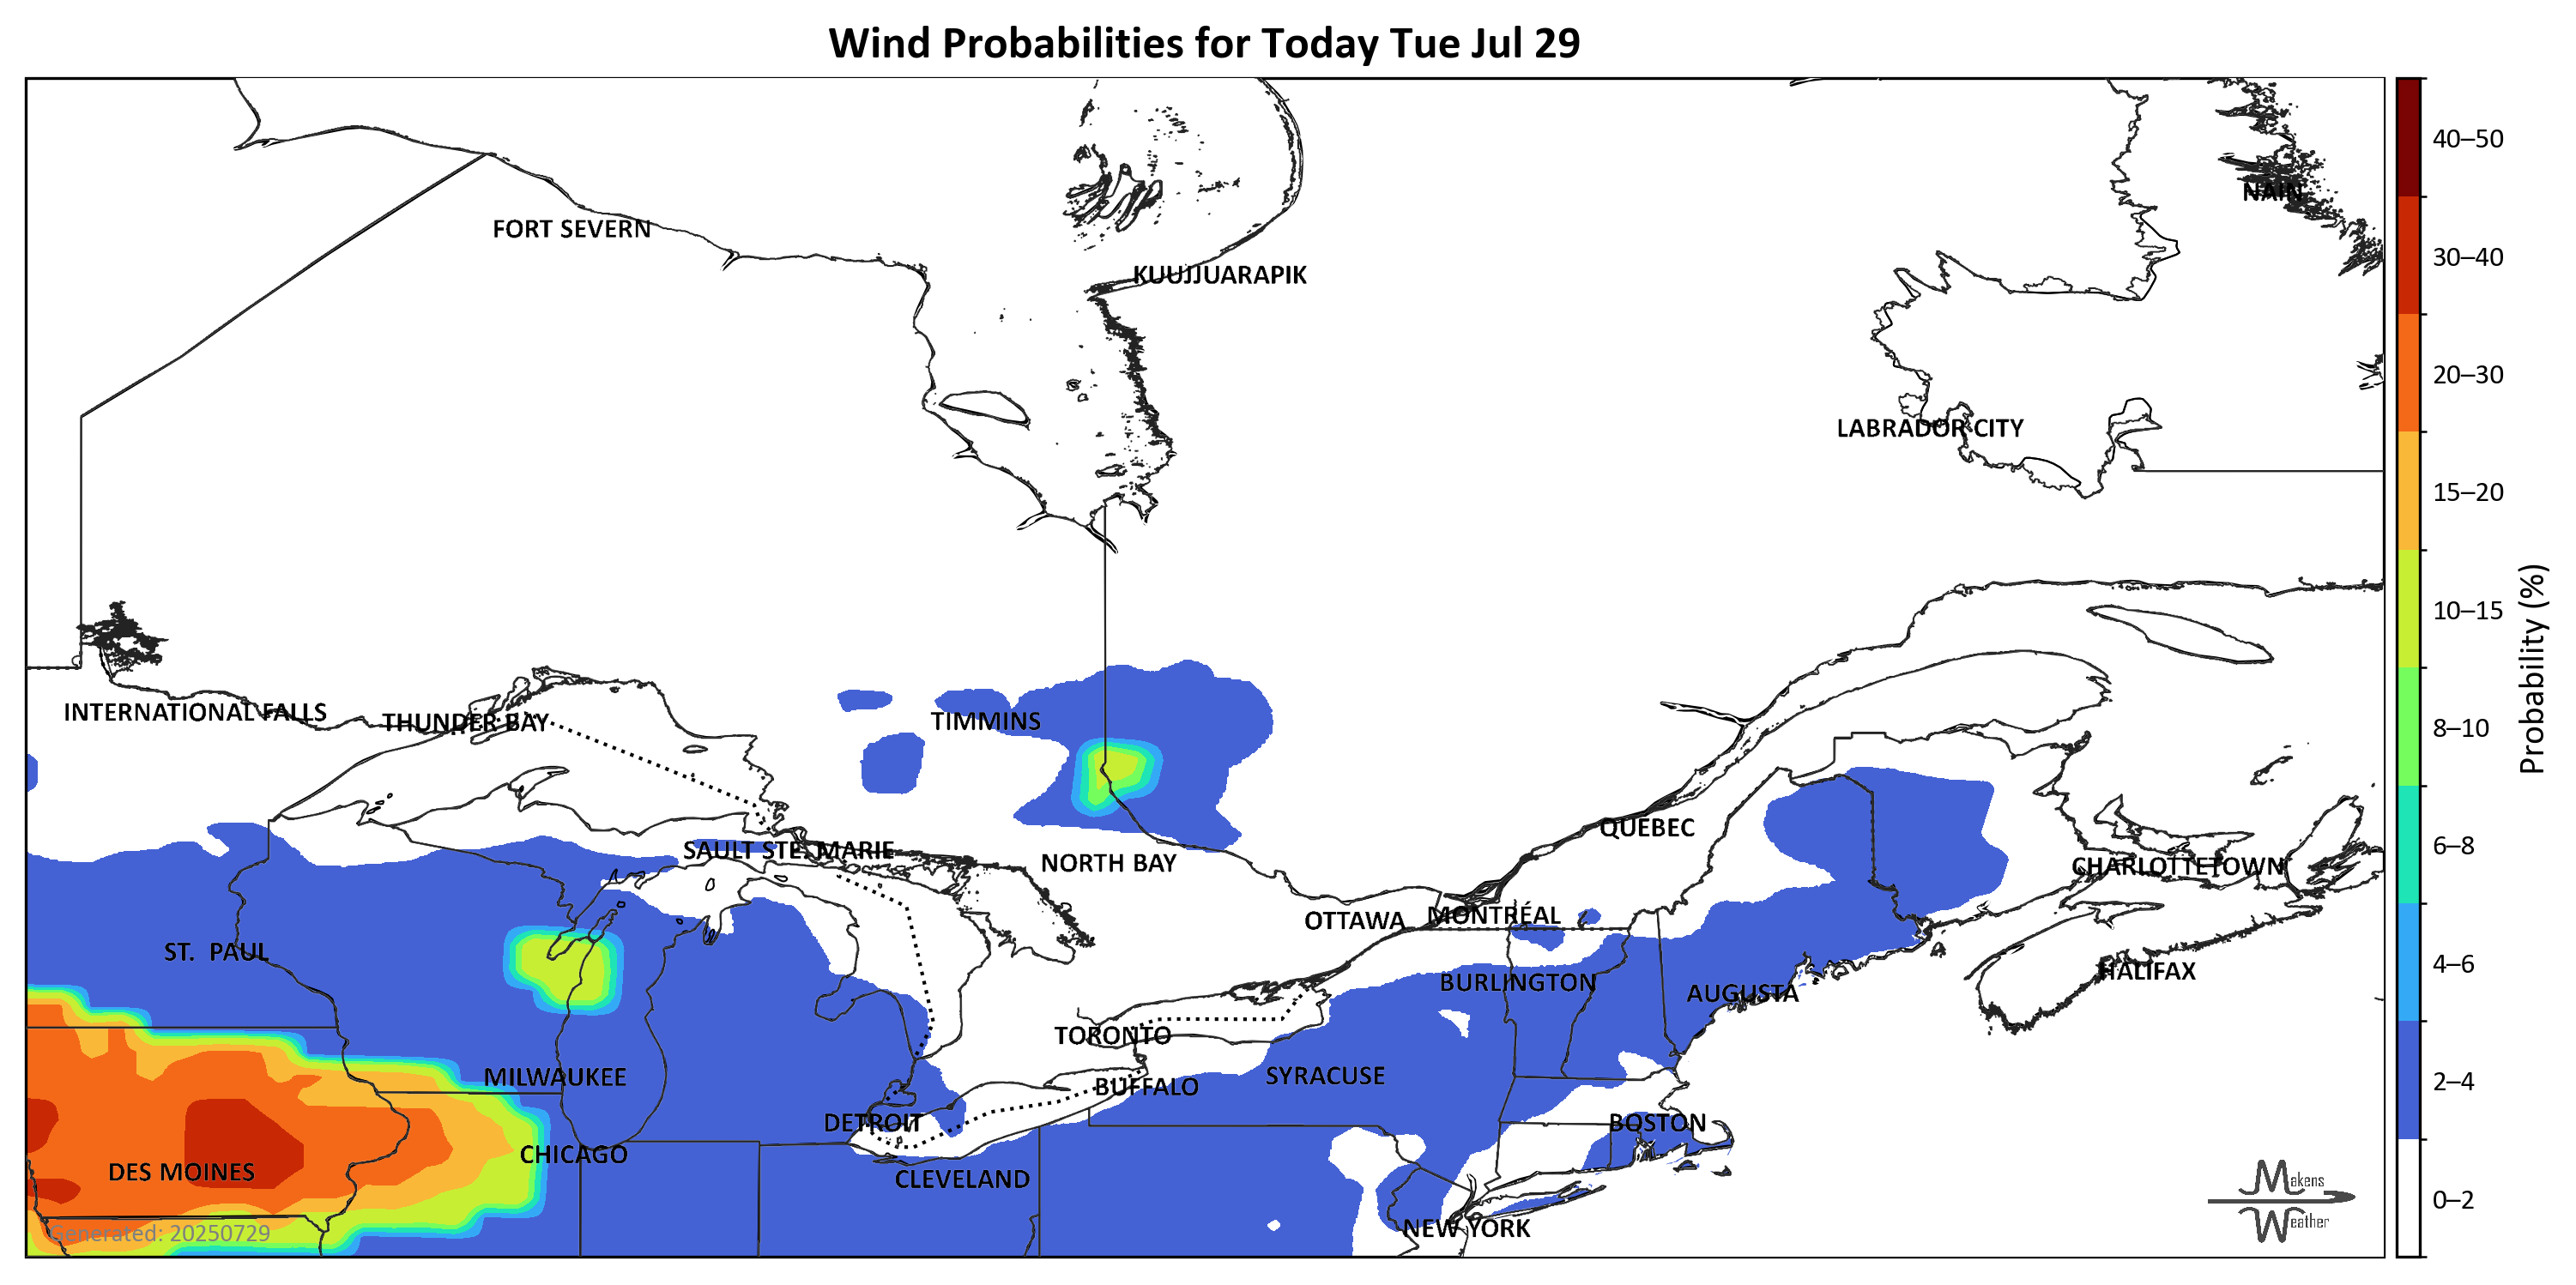 Wind Probabilities for Today Tue Jul 29
40–50
NAIN
FORT SEVERN
30–40
KUUJJUARAPIK
20–30
LABRADOR CITY
15–20
10–15
Probability (%)
INTERNATIONAL FALLS
THUNDER BAY
TIMMINS
8–10
QUEBEC
6–8
SAULT STE. MARIE
NORTH BAY
CHARLOTTETOWN
OTTAWA
MONTRÉAL
ST. PAUL
4–6
HALIFAX
BURLINGTON
AUGUSTA
TORONTO
MILWAUKEE
SYRACUSE
2–4
BUFFALO
DETROIT
BOSTON
CHICAGO
DES MOINES
CLEVELAND
Makens
0–2
Weather
NEW YORK
Generated: 20250729